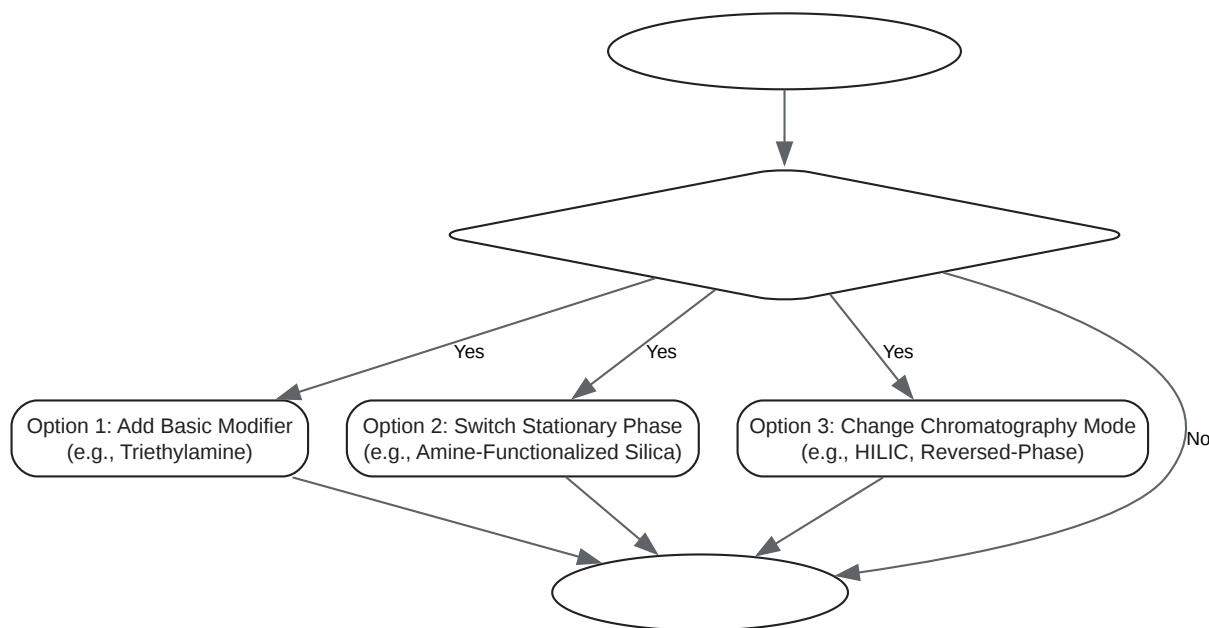 Yes
Yes
Yes
Option 1: Add Basic Modifier
(e.g., Triethylamine)
Option 2: Switch Stationary Phase
(e.g., Amine-Functionalized Silica)
Option 3: Change Chromatography Mode
(e.g., HILIC, Reversed-Phase)
No